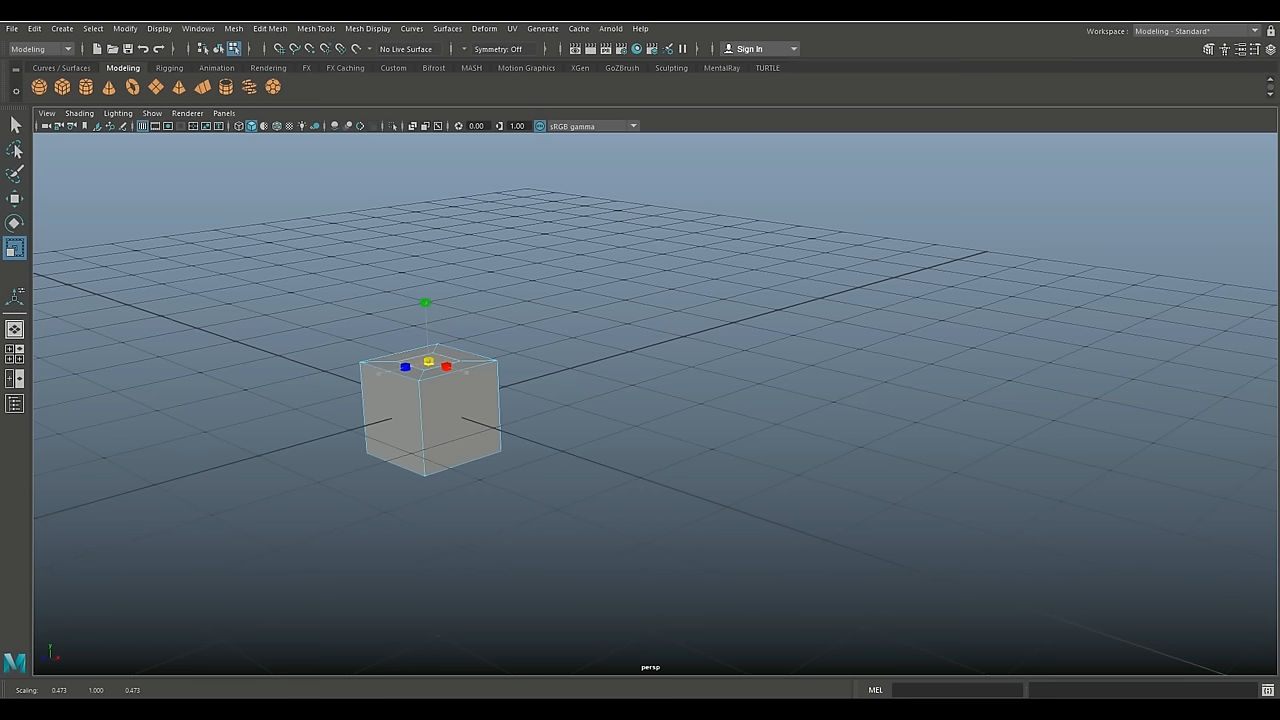 File Edit Create Select Modify Display Windows Mesh Edit Mesh Mesh Tools Mesh Display Curves Surfaces Deform UV Generate Cache Arnold Help Workspace : Modeling - Standard*
Modeling No Live Surface Symmetry: Off Sign In
Curves / Surfaces Modeling Rigging Animation Rendering FX FX Caching Custom Bifrost MASH Motion Graphics XGen GoZBrush Sculpting MentalRay TURTLE
View Shading Lighting Show Renderer Panels
0.00 1.00 sRGB gamma
y
persp
Scaling: 0.473 1.000 0.473 MEL